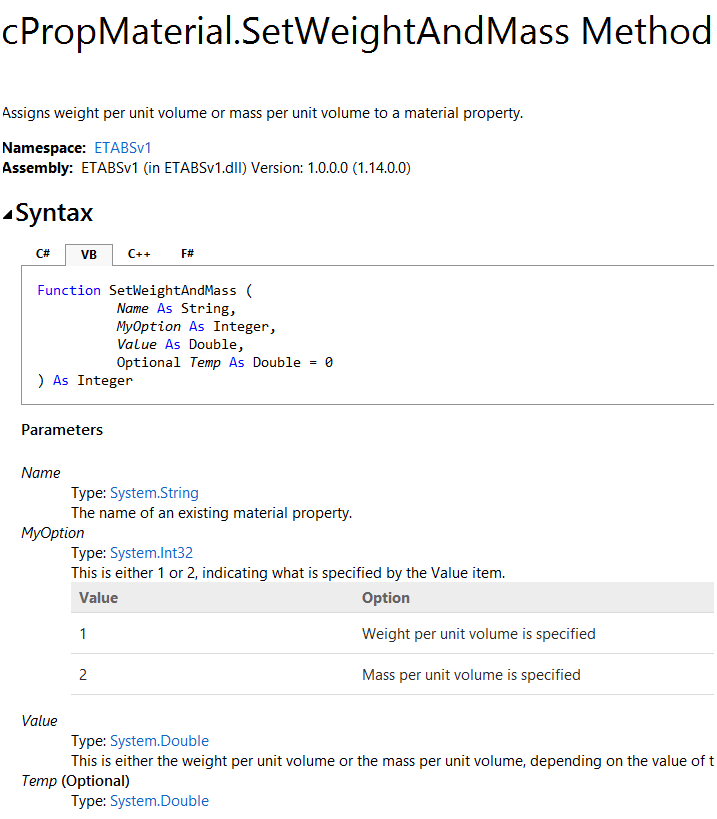 cPropMaterial.SetWeightAndMass Method
Assigns weight per unit volume or mass per unit volume to a material property.
Namespace: ETABSv1
Assembly: ETABSv1 (in ETABSv1.dll) Version: 1.0.0.0 (1.14.0.0)
Syntax
C# VB C++ F#
Function SetWeightAndMass (
Name As String,
MyOption As Integer,
Value As Double,
Optional Temp As Double = 0
) As Integer
Parameters
Name
Type: System.String
The name of an existing material property.
MyOption
Type: System.Int32
This is either 1 or 2, indicating what is specified by the Value item.
Value Option
1 Weight per unit volume is specified
2 Mass per unit volume is specified
Value
Type: System.Double
This is either the weight per unit volume or the mass per unit volume, depending on the value of
Temp (Optional)
Type: System.Double